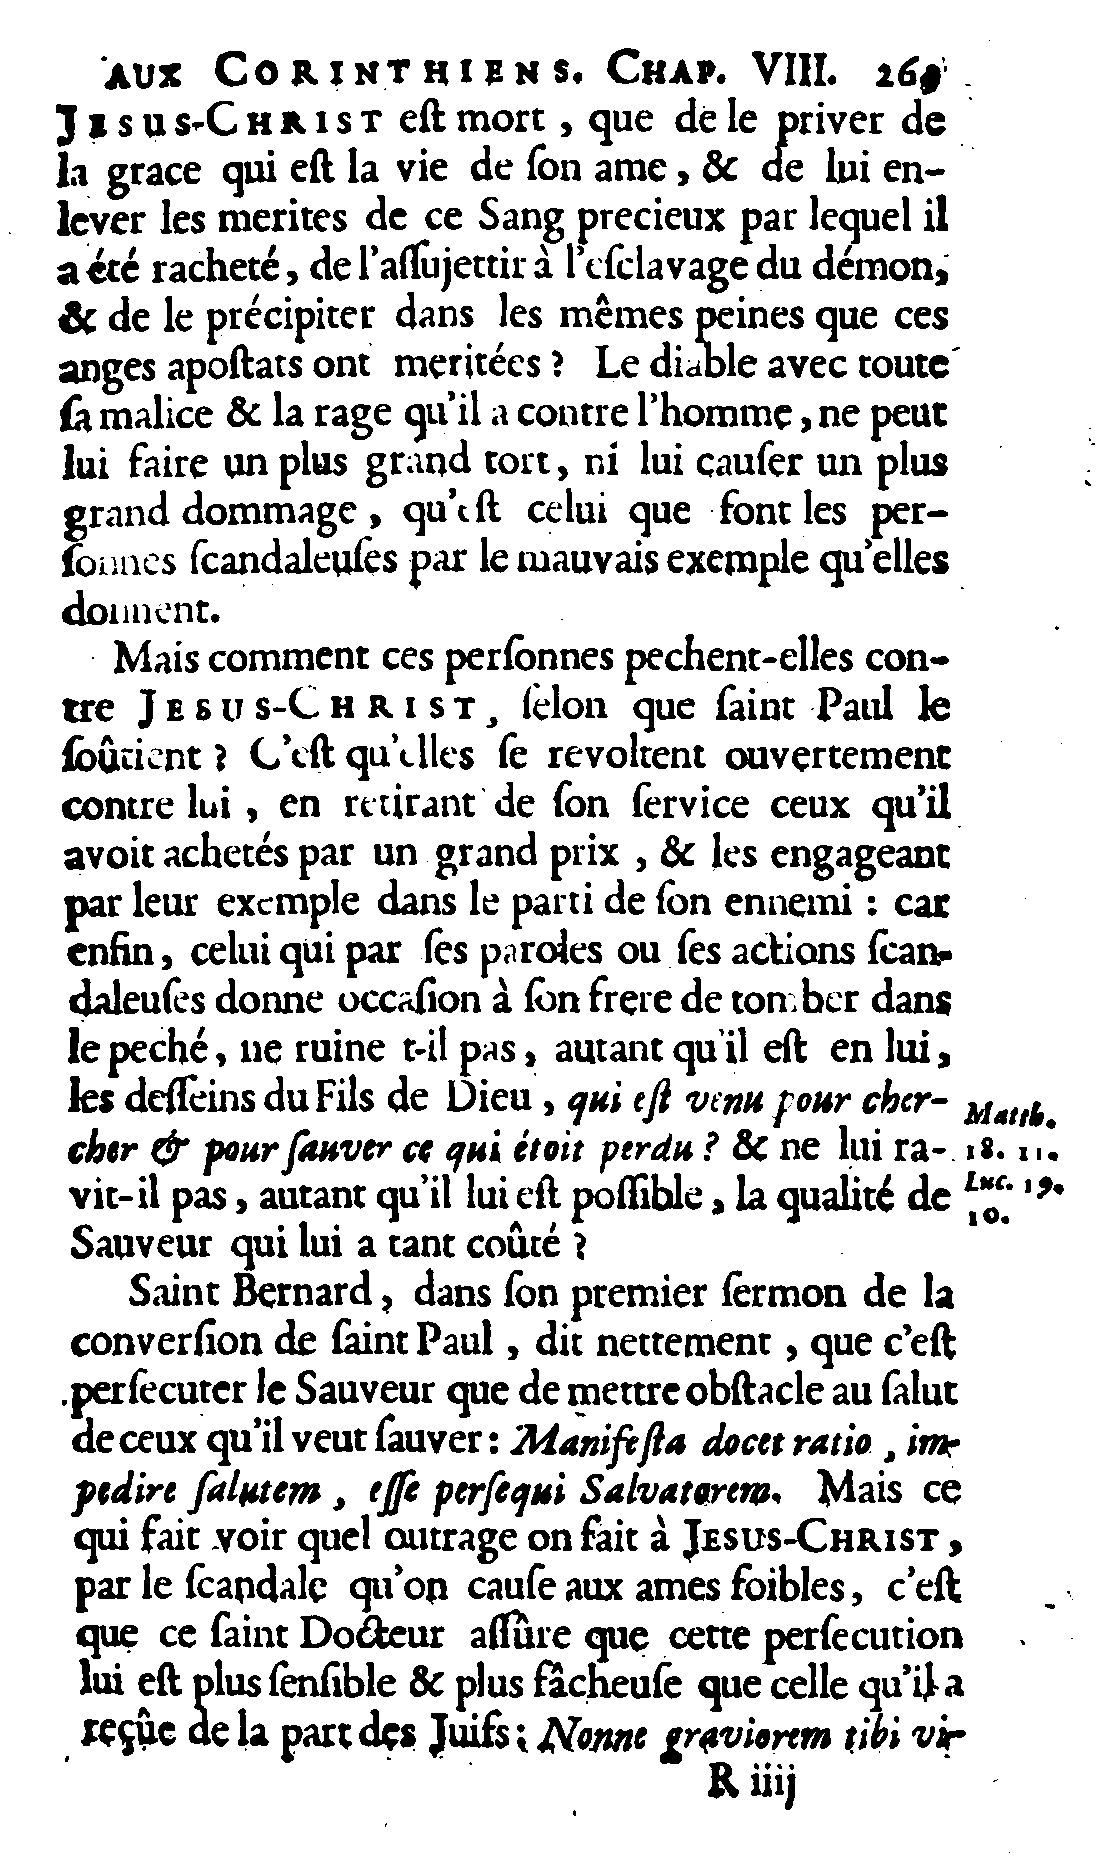 AUX CORINTHIENS. CHAP. VIII.
JESUS-CHRIST eſt mort, que de le priver de
la grace qui eſt la vie de ſon ame, & de lui en-
lever les merites de ce Sang precieux par lequel il
a été racheté, de l'aſſujettir à l'eſclavage du démon,
& de le précipiter dans les mêmes peines que ces
anges apoſtats ont meritées ? Le diable avec toute
ſa malice & la rage qu'il a contre l'homme, ne peut
lui faire un plus grand tort, ni lui cauſer un plus
grand dommage, qu'eſt celui que font les per-
ſonnes ſcandaleuſes par le mauvais exemple qu'elles
donnent.
Mais comment ces perſonnes pechent-elles con-
tre JESUS-CHRIST, ſelon que ſaint Paul le
ſoûtient ? C'eſt qu'elles ſe revoltent ouvertement
contre lui, en retirant de ſon ſervice ceux qu'il
avoit achetés par un grand prix, & les engageant
par leur exemple dans le parti de ſon ennemi : car
enfin, celui qui par ſes paroles ou ſes actions ſcan-
daleuſes donne occaſion à ſon frere de tomber dans
le peché, ne ruine t-il pas, autant qu'il eſt en lui,
les deſſeins du Fils de Dieu, qui eſt venu pour cher-
cher & pour ſauver ce qui étoit perdu ? & ne lui ra-
vit-il pas, autant qu'il lui eſt poſſible, la qualité de
Sauveur qui lui a tant coûté ?
Matth.
18. 11.
Luc. 19.
10.
Saint Bernard, dans ſon premier ſermon de la
converſion de ſaint Paul, dit nettement, que c'eſt
perſecuter le Sauveur que de mettre obſtacle au ſalut
de ceux qu'il veut ſauver : Manifeſta docet ratio, im-
pedire ſalutem, eſſe perſequi Salvatorem. Mais ce
qui fait voir quel outrage on fait à JESUS-CHRIST,
par le ſcandale qu'on cauſe aux ames foibles, c'eſt
que ce ſaint Docteur aſſûre que cette perſecution
lui eſt plus ſenſible & plus fâcheuſe que celle qu'il a
reçûe de la part des Juifs ; Nonne graviorem tibi vir-
R iiij